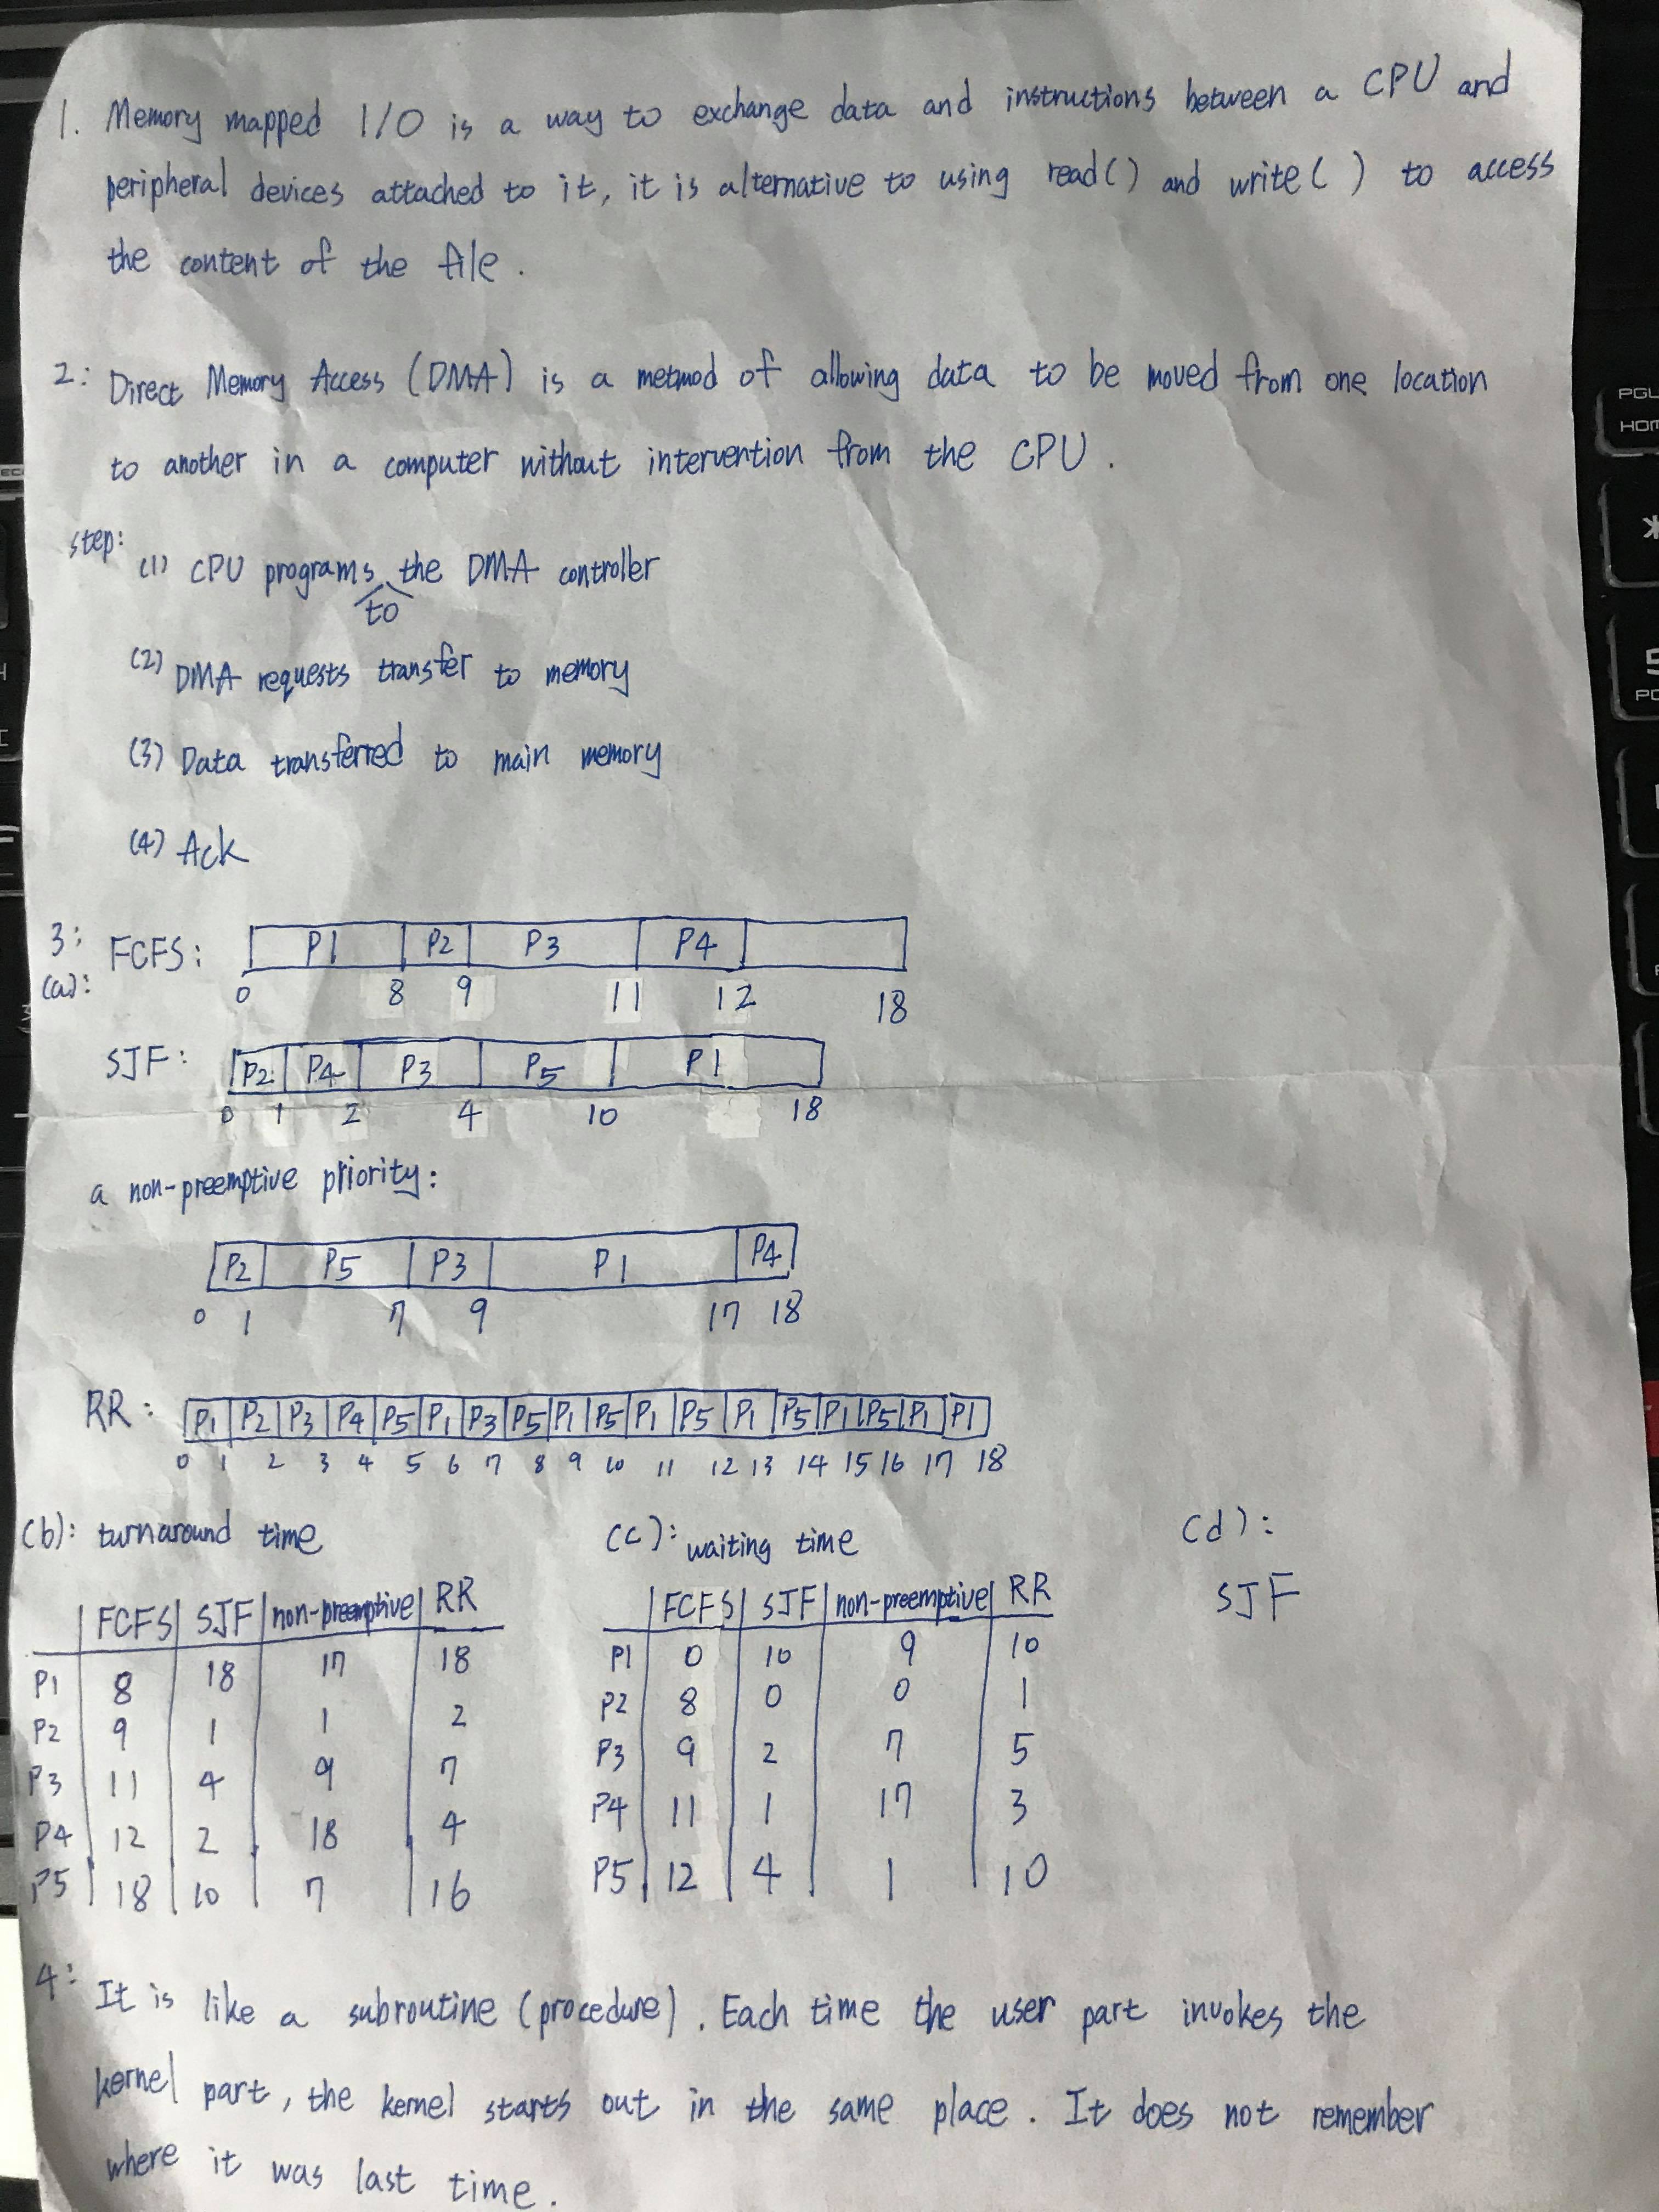 1. Memory mapped I/O is a way to exchange data and instructions between a CPU and
peripheral devices attached to it, it is alternative to using read() and write( ) to access
the content of the file.
2: Direct Memory Access (DMA) is a metmod of allowing data to be moved from one location
to another in a computer without intervention from the CPU.
step:
(1) CPU programs the DMA controller
to
(2) DMA requests transfer to memory
(3) Data transferred to main memory
(4) Ack
3: FCFS: P1 P2 P3 P4
(a): 0 8 9 11 12 18
SJF: P2 P4 P3 P5 P1
0 1 2 4 10 18
a non-preemptive priority:
P2 P5 P3 P1 P4
0 1 7 9 17 18
RR: P1 P2 P3 P4 P5 P1 P3 P5 P1 P5 P1 P5 P1 P5 P1 P5 P1 P1
0 1 2 3 4 5 6 7 8 9 10 11 12 13 14 15 16 17 18
(b): turnaround time
FCFS SJF non-preemptive RR
P1 8 18 17 18
P2 9 1 1 2
P3 11 4 9 7
P4 12 2 18 4
P5 18 10 7 16
(c): waiting time
FCFS SJF non-preemptive RR
P1 0 10 9 10
P2 8 0 0 1
P3 9 2 7 5
P4 11 1 17 3
P5 12 4 1 10
(d):
SJF
4: It is like a subroutine (procedure). Each time the user part invokes the
kernel part, the kernel starts out in the same place. It does not remember
where it was last time.